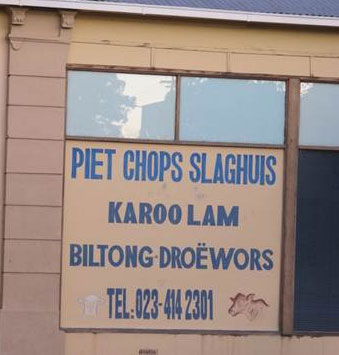 PIET CHOPS SLAGHUIS
KAROO LAM
BILTONG-DROËWORS
TEL: 023-414 2301